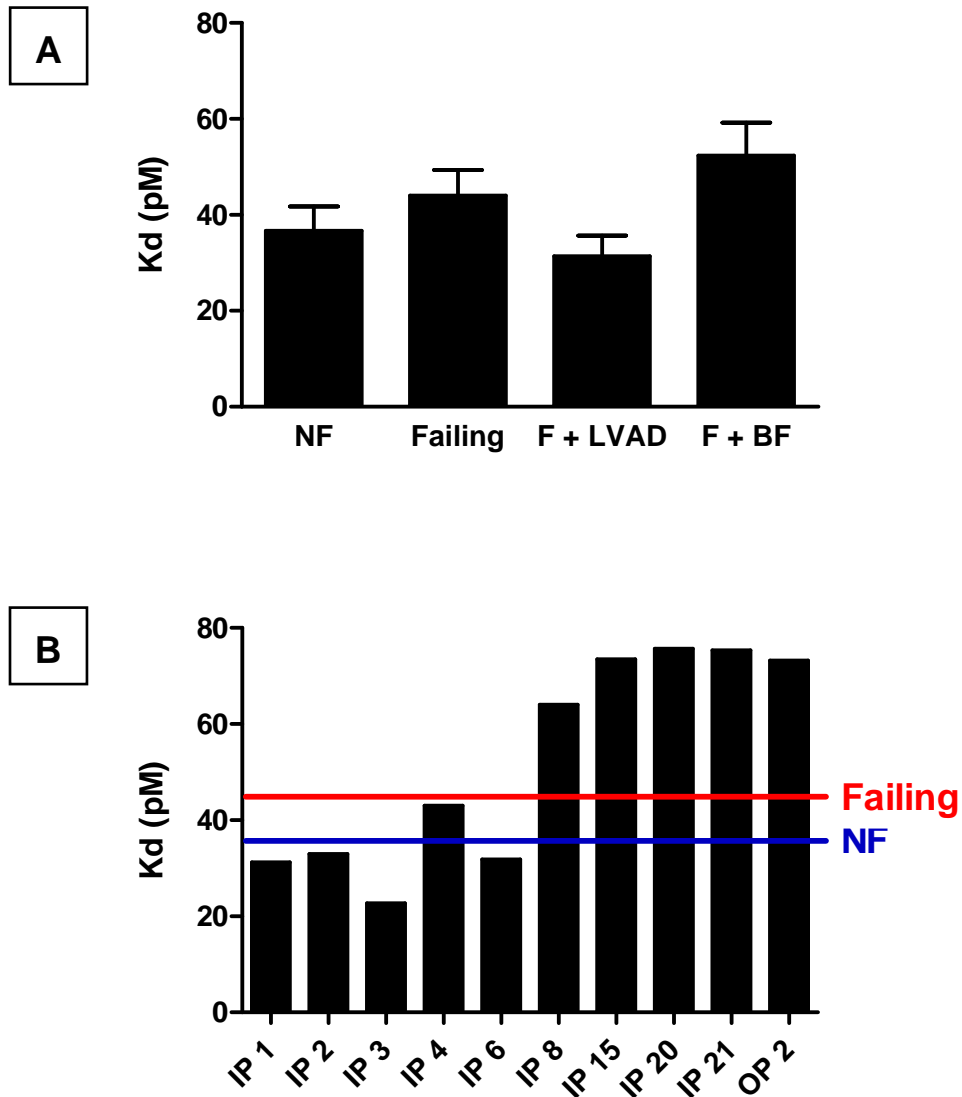 A
Kd (pM)
80
60
40
20
0
NF Failing F + LVAD F + BF
B
Kd (pM)
80
60
40
20
0
Failing
NF
IP 1 IP 2 IP 3 IP 4 IP 6 IP 8 IP 15 IP 20 IP 21 OP 2